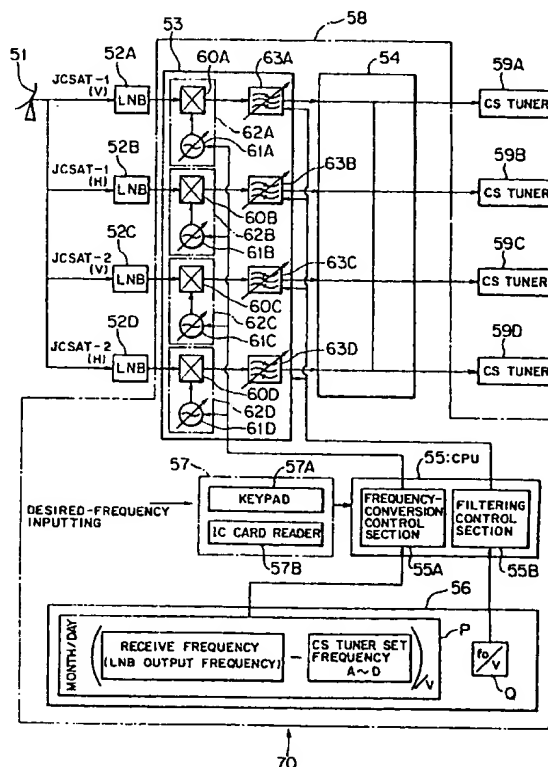 53
58
51
52A
60A
63A
54
59A
JCSAT-1
(V)
LNB
CS TUNER
62A
61A
52B
63B
59B
JCSAT-1
(H)
LNB
CS TUNER
60B
52C
62B
61B
63C
59C
JCSAT-2
(V)
LNB
CS TUNER
60C
52D
62C
61C
63D
59D
JCSAT-2
(H)
LNB
CS TUNER
60D
62D
61D
57
57A
55:CPU
DESIRED-FREQUENCY
INPUTTING
KEYPAD
IC CARD READER
57B
FREQUENCY-
CONVERSION
CONTROL
SECTION
55A
FILTERING
CONTROL
SECTION
55B
56
MONTH/DAY
RECEIVE FREQUENCY
(LNB OUTPUT FREQUENCY)
–
CS TUNER SET
FREQUENCY
A~D
/V
P
fo/V
Q
70